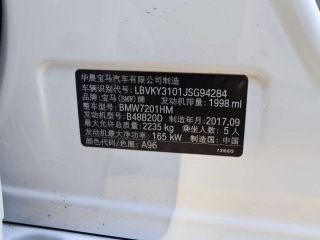 华晨宝马汽车有限公司制造
车辆识别代号: LBVKY3101JSG94284
品牌: 宝马(BMW)牌 发动机排量: 1998 ml
整车型号: BMW7201HM
发动机型号: B48B20D 制造年月: 2017.09
最大允许总质量: 2235 kg 乘坐人数: 5 人
发动机最大净功率: 165 kW 制造国: 中国
颜色代码/色号: A96